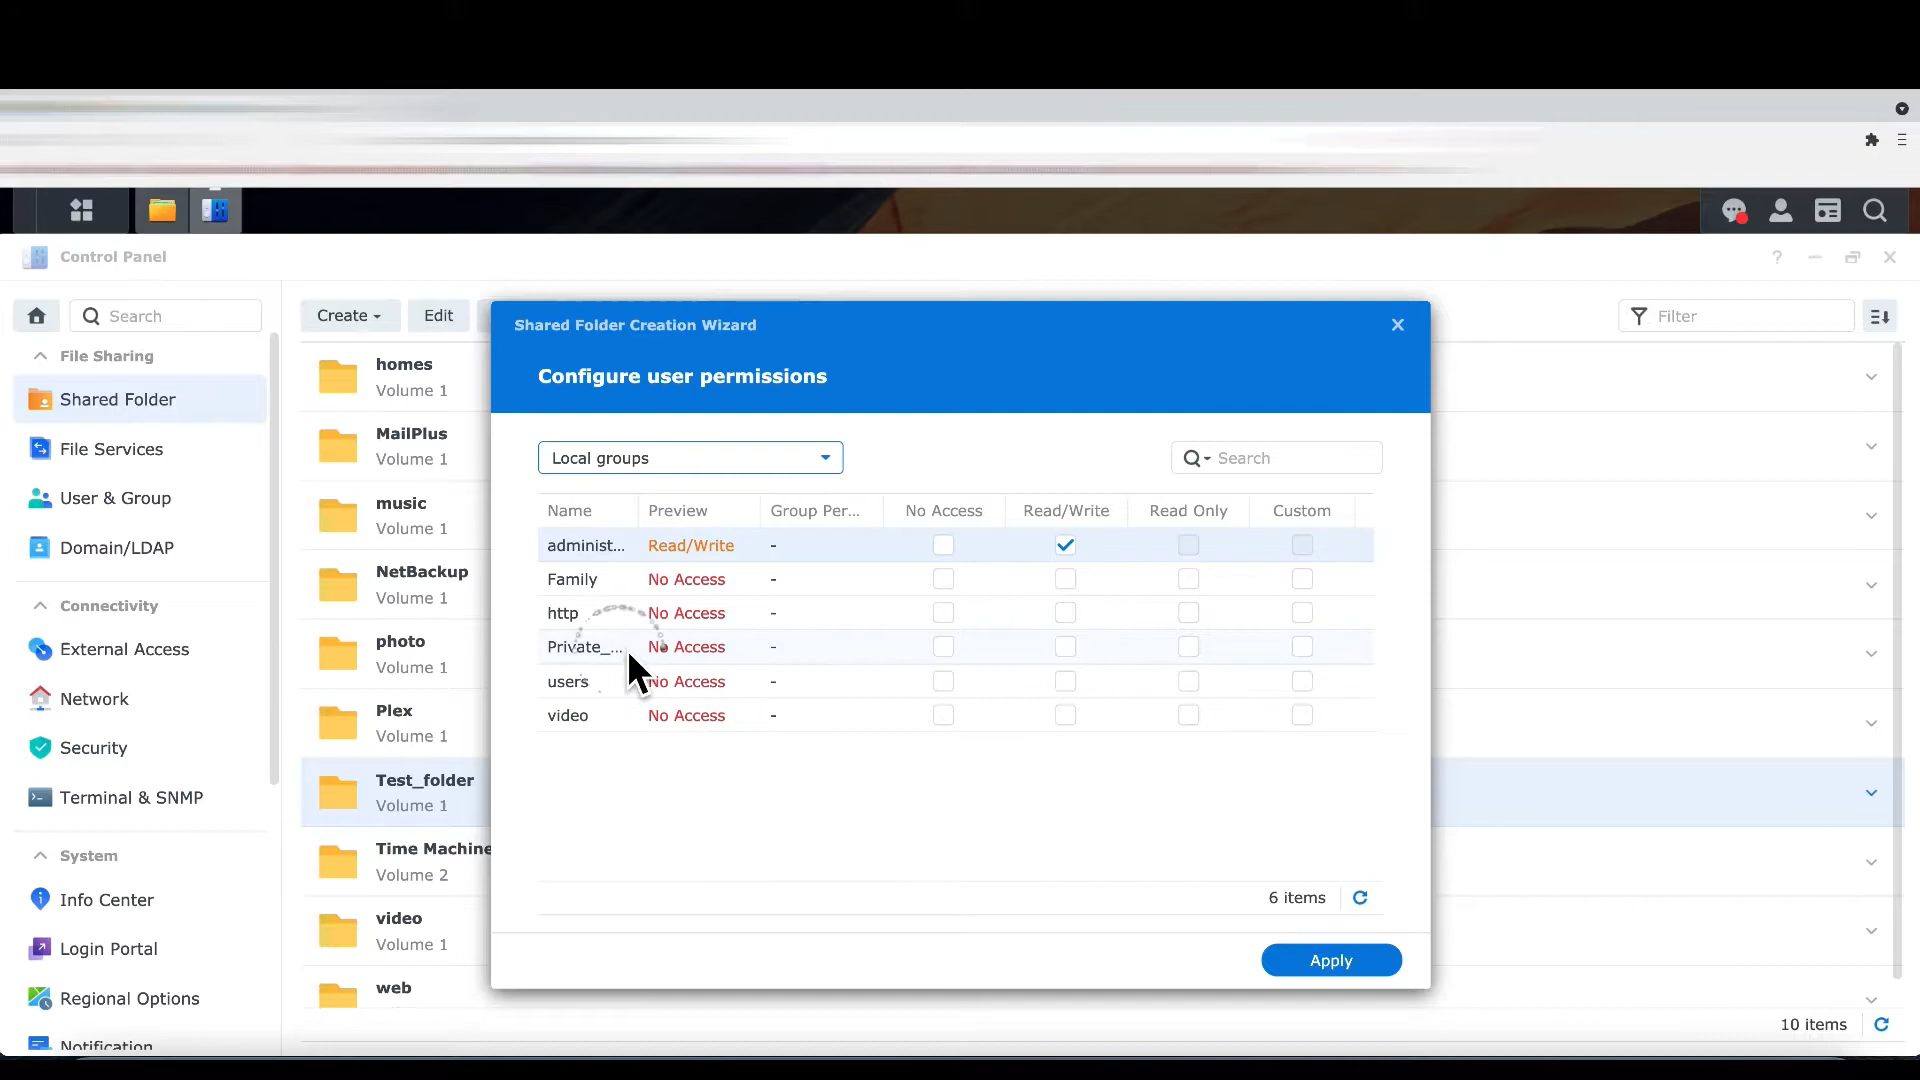 Control Panel
?
Search
Create
Edit
Filter
File Sharing
Shared Folder
File Services
User & Group
Domain/LDAP
Connectivity
External Access
Network
Security
Terminal & SNMP
System
Info Center
Login Portal
Regional Options
Notification
homes
Volume 1
MailPlus
Volume 1
music
Volume 1
NetBackup
Volume 1
photo
Volume 1
Plex
Volume 1
Test_folder
Volume 1
Time Machine
Volume 2
video
Volume 1
web
Shared Folder Creation Wizard
Configure user permissions
Local groups
Search
Name Preview Group Per... No Access Read/Write Read Only Custom
administ... Read/Write -
Family No Access -
http No Access -
Private_... No Access -
users No Access -
video No Access -
6 items
Apply
10 items